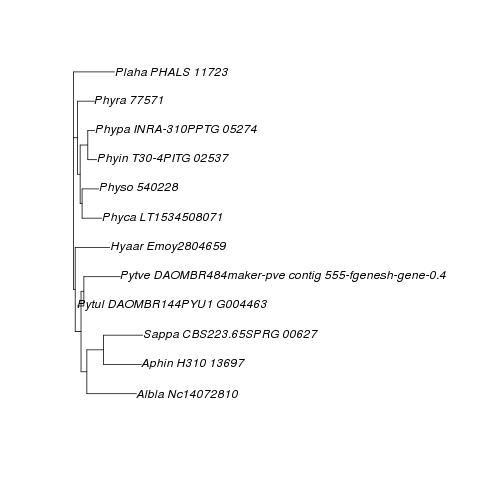 Plaha PHALS 11723
Phyra 77571
Phypa INRA-310PPTG 05274
Phyin T30-4PITG 02537
Physo 540228
Phyca LT1534508071
Hyaar Emoy2804659
Pytve DAOMBR484maker-pve contig 555-fgenesh-gene-0.4
Pytul DAOMBR144PYU1 G004463
Sappa CBS223.65SPRG 00627
Aphin H310 13697
Albla Nc14072810